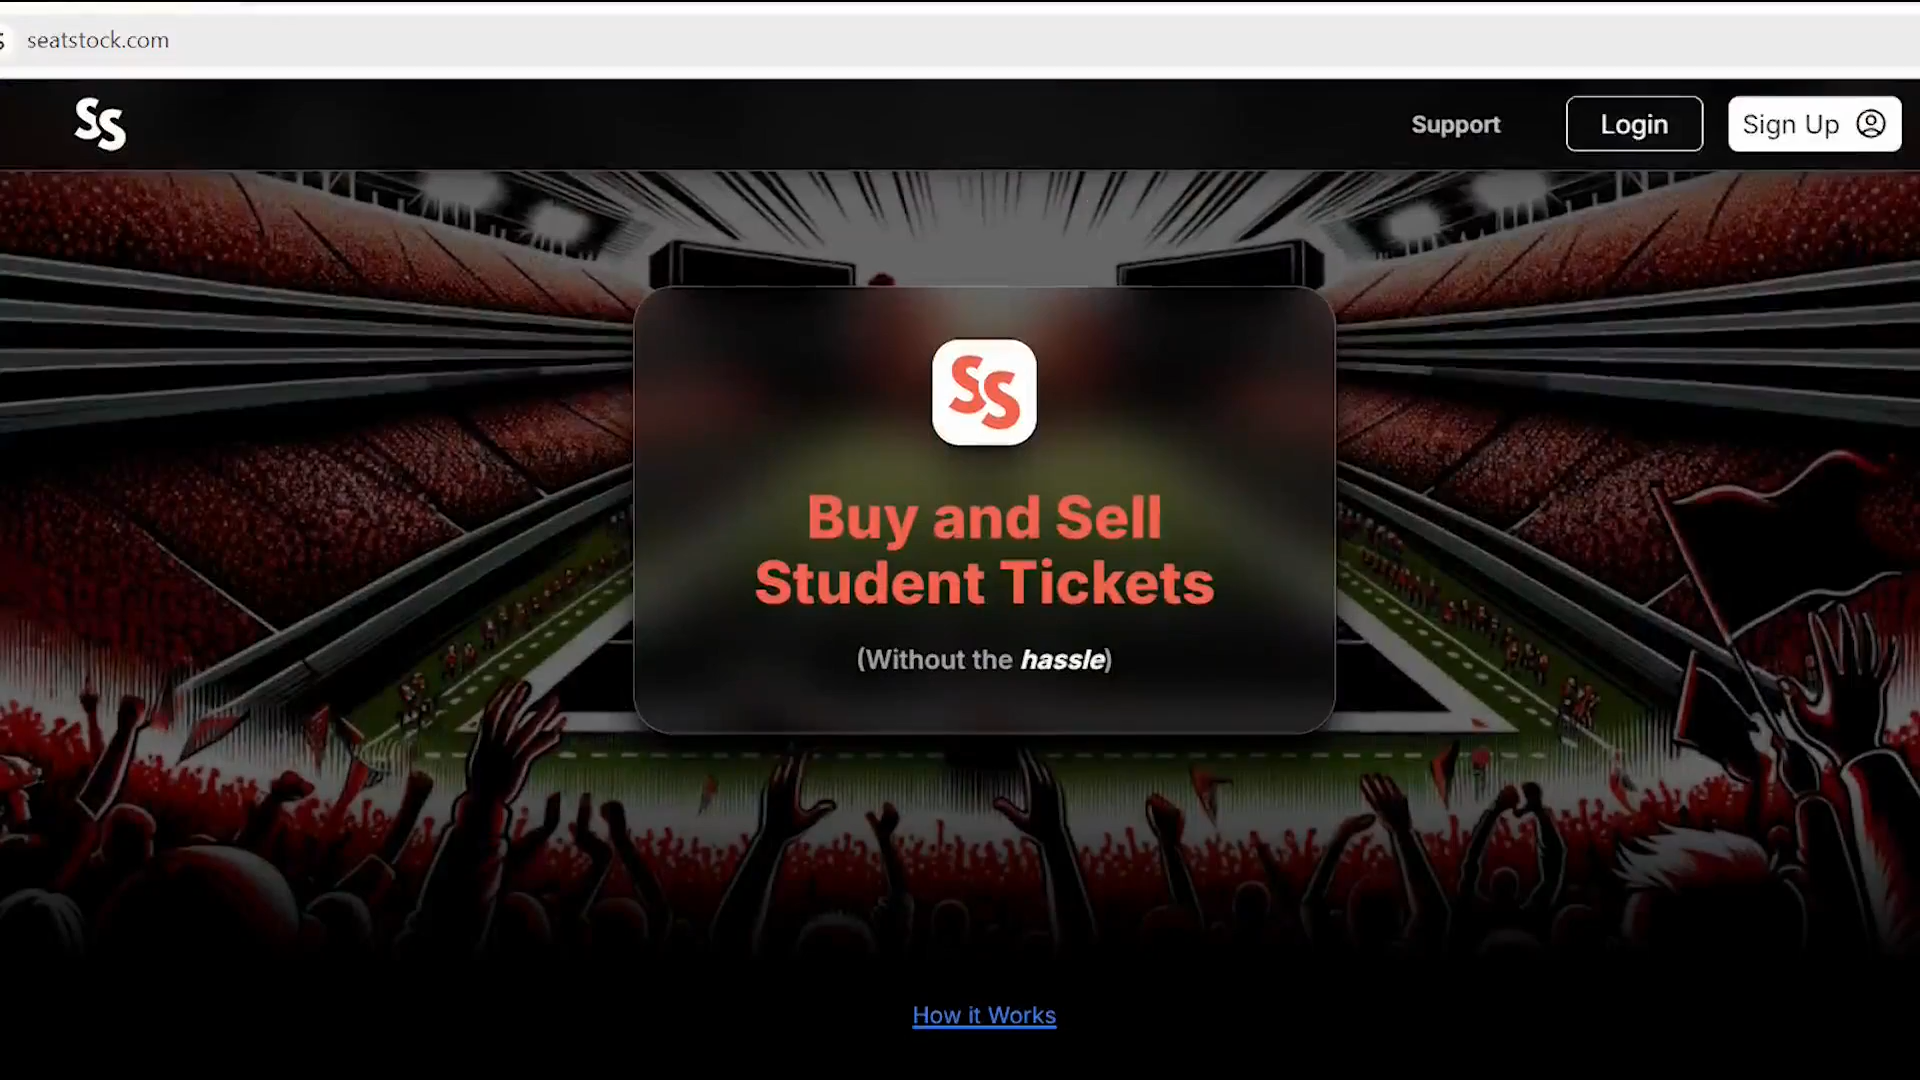 seatstock.com
SS
Support
Login
Sign Up
SS
Buy and Sell
Student Tickets
(Without the hassle)
How it Works